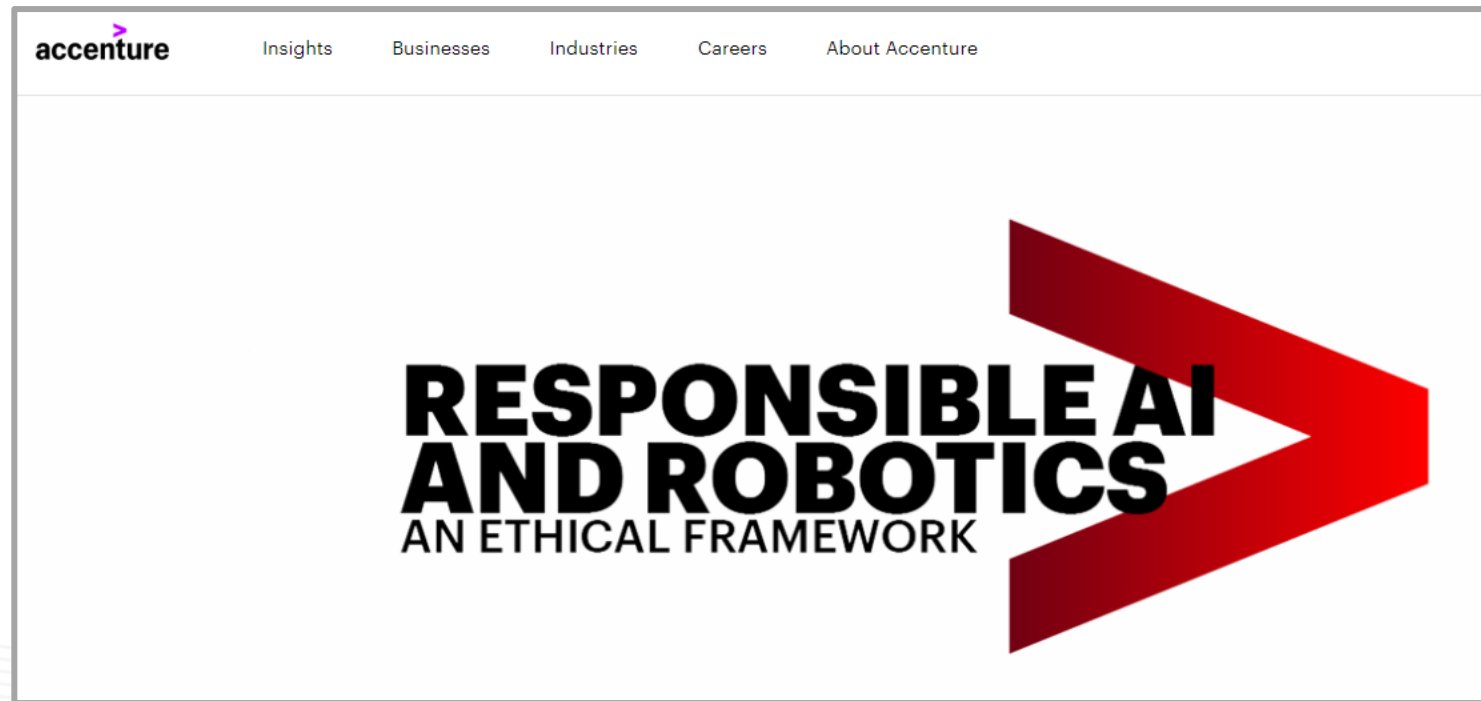 accenture
Insights Businesses Industries Careers About Accenture
RESPONSIBLE AI
AND ROBOTICS
AN ETHICAL FRAMEWORK